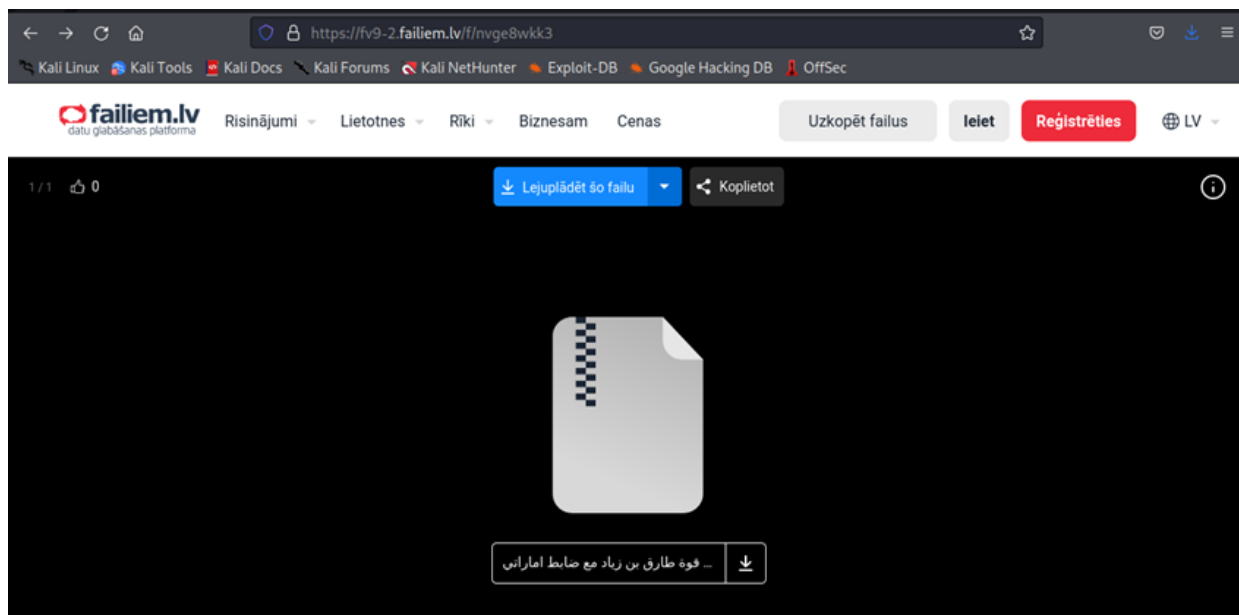 https://fv9-2.failiem.lv/f/nvge8wkk3
Kali Linux Kali Tools Kali Docs Kali Forums Kali NetHunter Exploit-DB Google Hacking DB OffSec
failiem.lv Risinājumi Lietotnes Rīki Biznesam Cenas Uzkopēt failus Ieiet Reģistrēties LV
datu glabāšanas platforma
1/1 0 Lejuplādēt šo failu Koplietot
قوة طارق بن زياد مع ضابط اماراتي ...